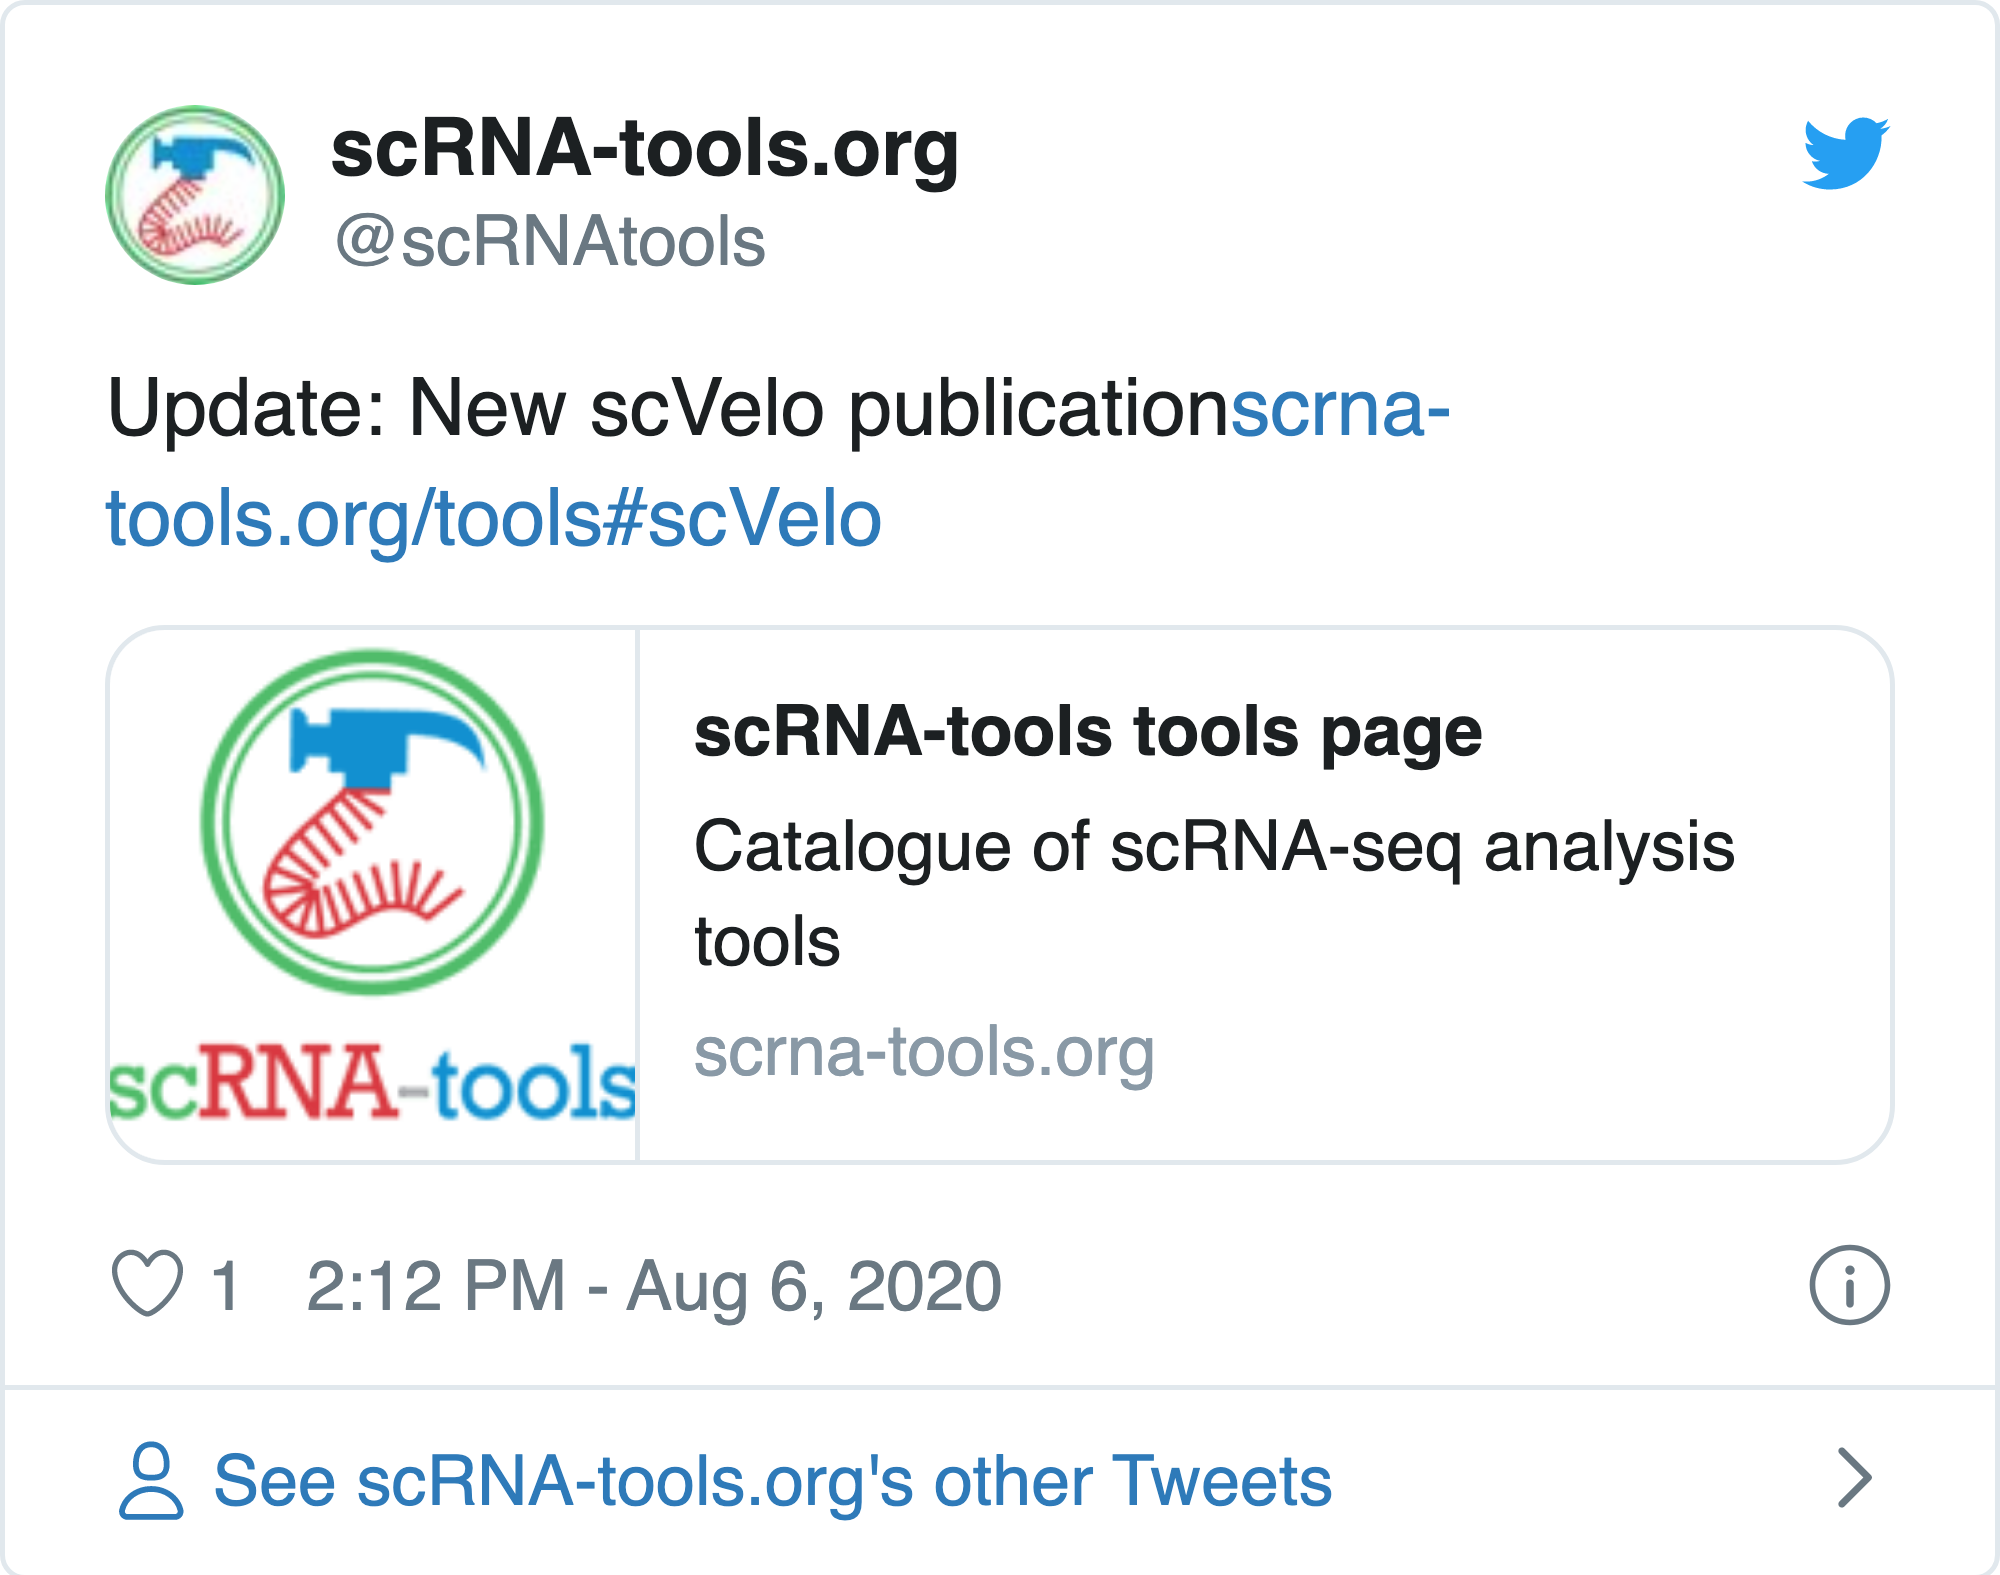 scRNA-tools.org
@scRNAtools
Update: New scVelo publicationscrna-
tools.org/tools#scVelo
scRNA-tools
scRNA-tools tools page
Catalogue of scRNA-seq analysis
tools
scrna-tools.org
1 2:12 PM - Aug 6, 2020
See scRNA-tools.org's other Tweets